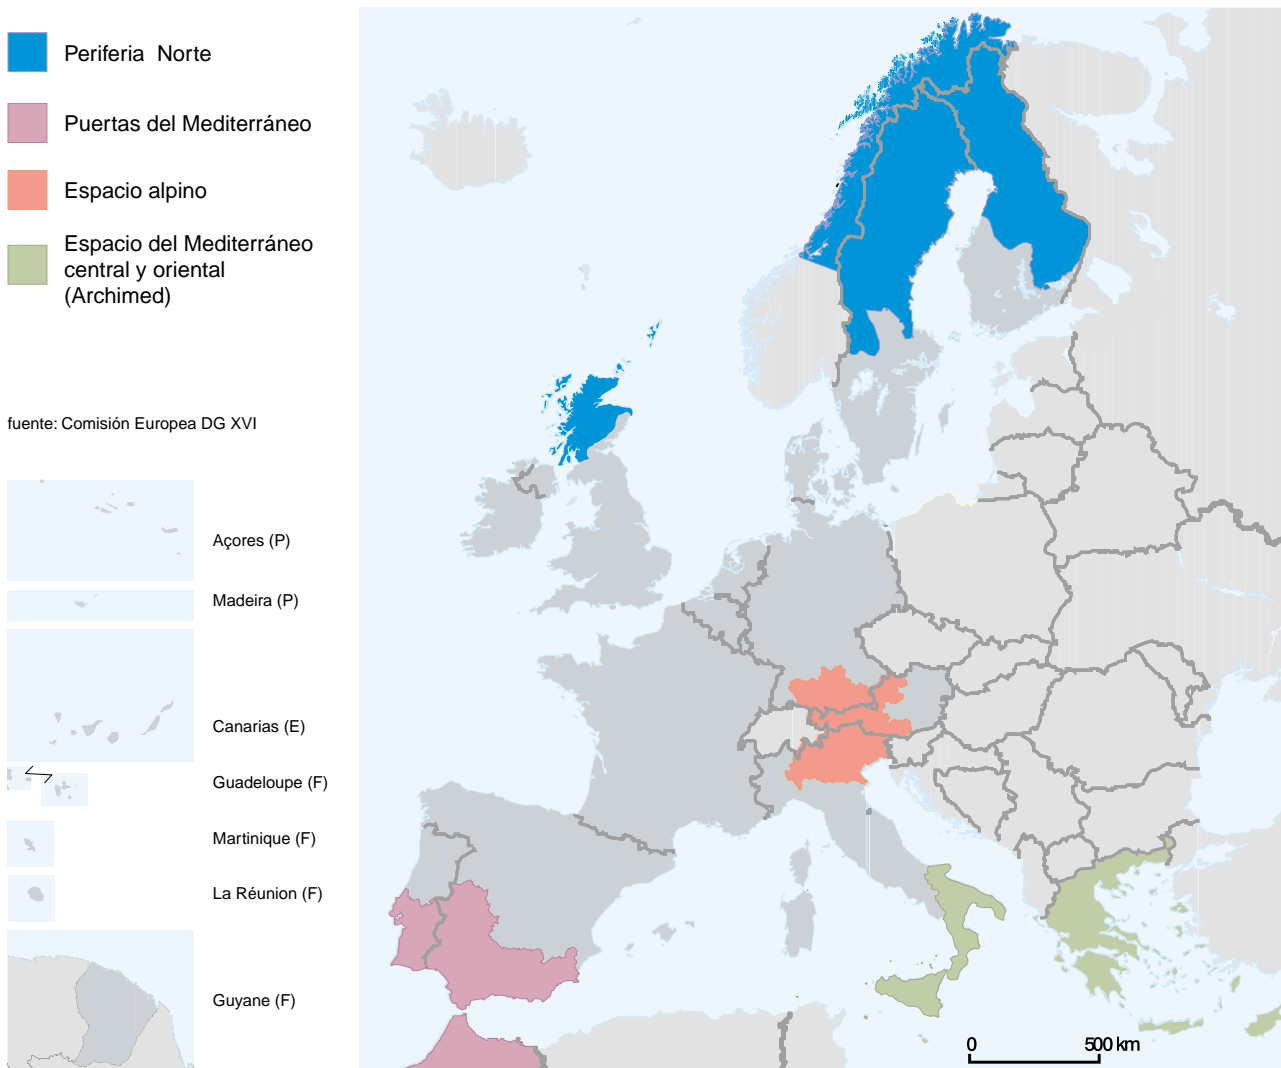 Periferia Norte
Puertas del Mediterráneo
Espacio alpino
Espacio del Mediterráneo
central y oriental
(Archimed)
fuente: Comisión Europea DG XVI
Açores (P)
Madeira (P)
Canarias (E)
Guadeloupe (F)
Martinique (F)
La Réunion (F)
Guyane (F)
0 500 km